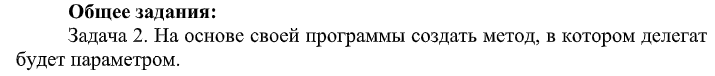 Общее задания:
Задача 2. На основе своей программы создать метод, в котором делегат
будет параметром.